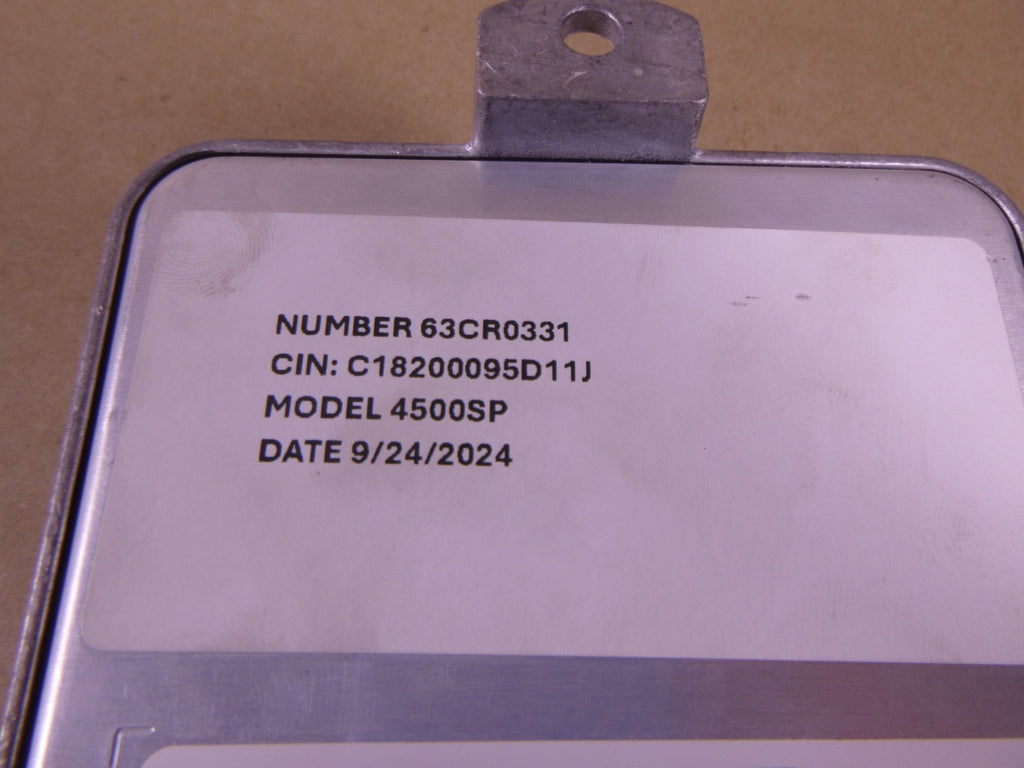 NUMBER 63CR0331
CIN: C18200095D11J
MODEL 4500SP
DATE 9/24/2024